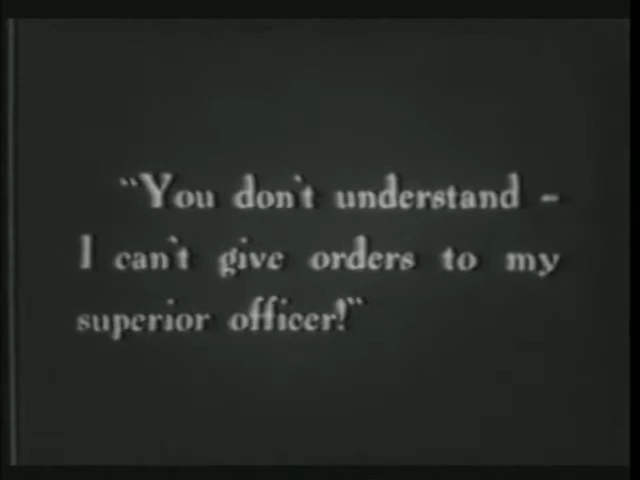 "You don't understand –
I can't give orders to my
superior officer!"